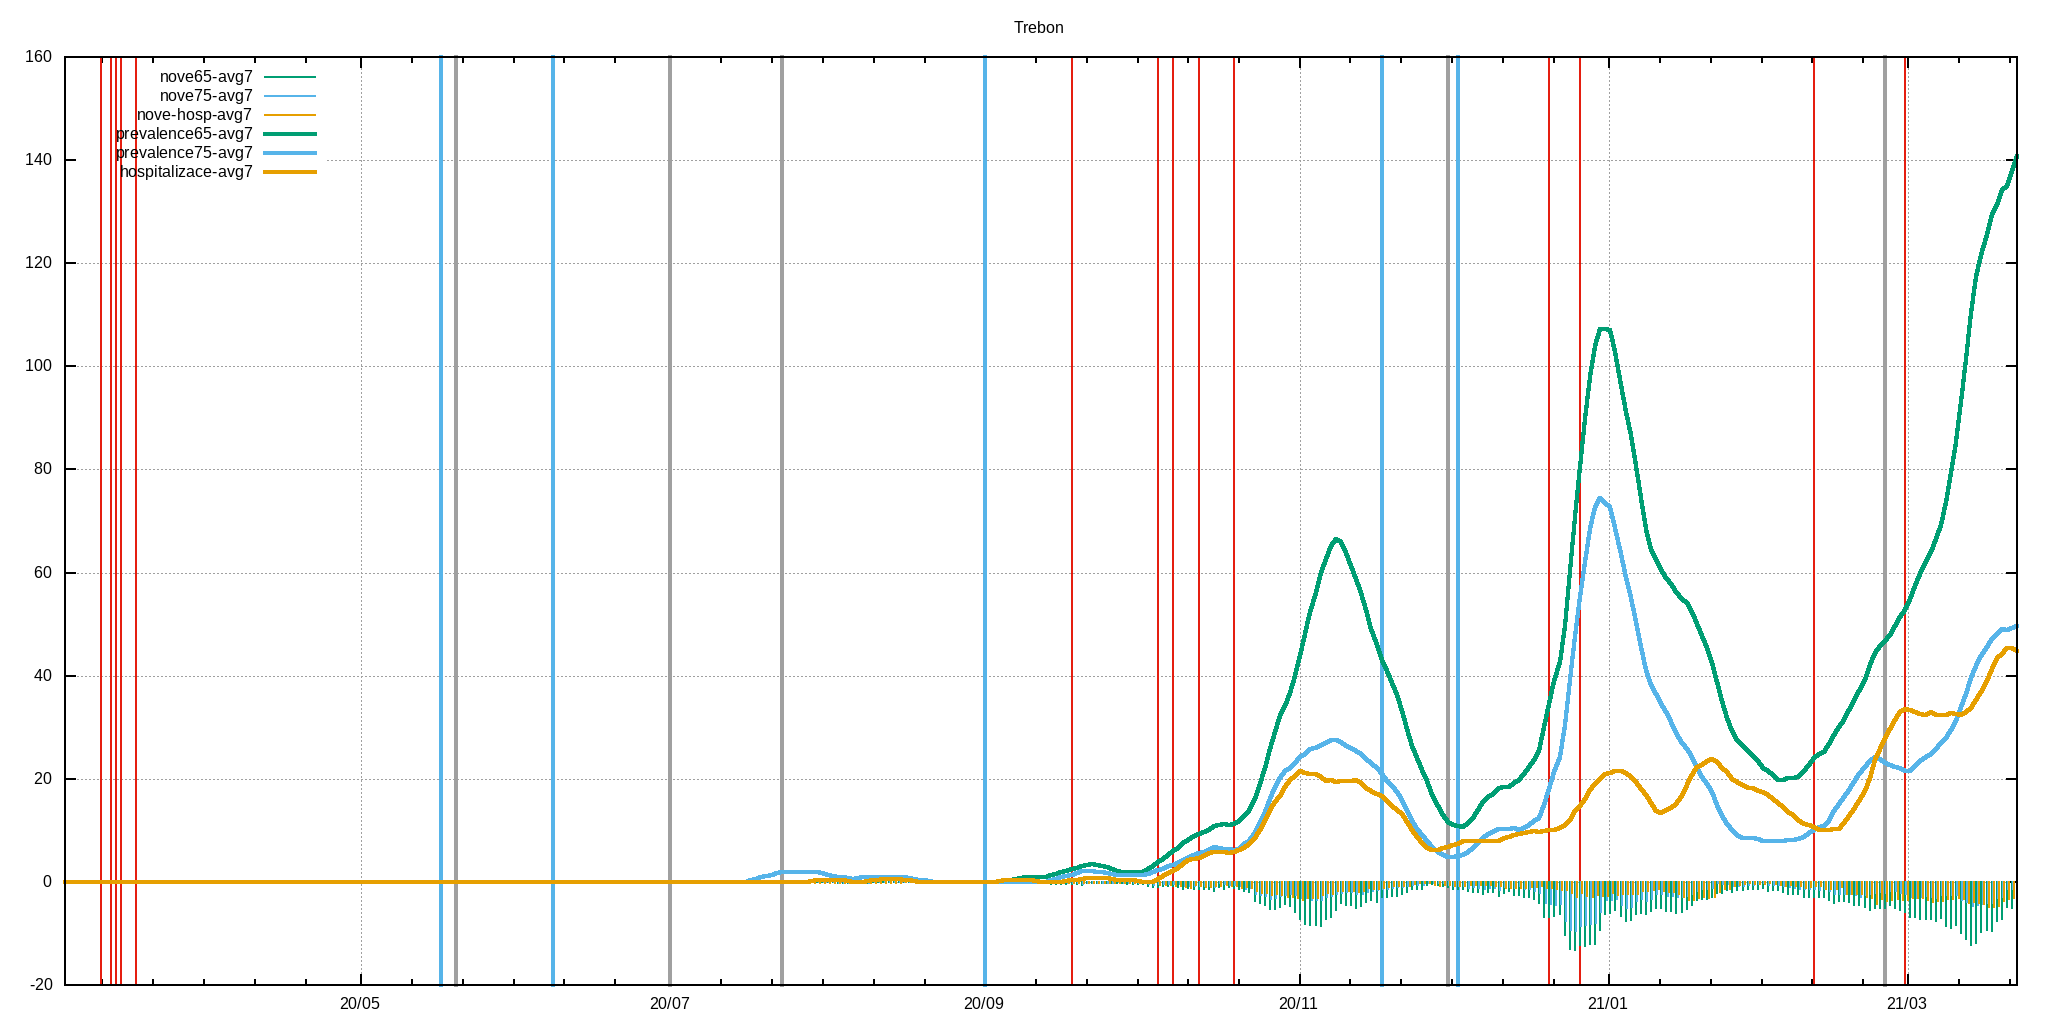 Trebon
160
140
120
100
80
60
40
20
0
-20
nove65-avg7
nove75-avg7
nove-hosp-avg7
prevalence65-avg7
prevalence75-avg7
hospitalizace-avg7
20/05 20/07 20/09 20/11 21/01 21/03